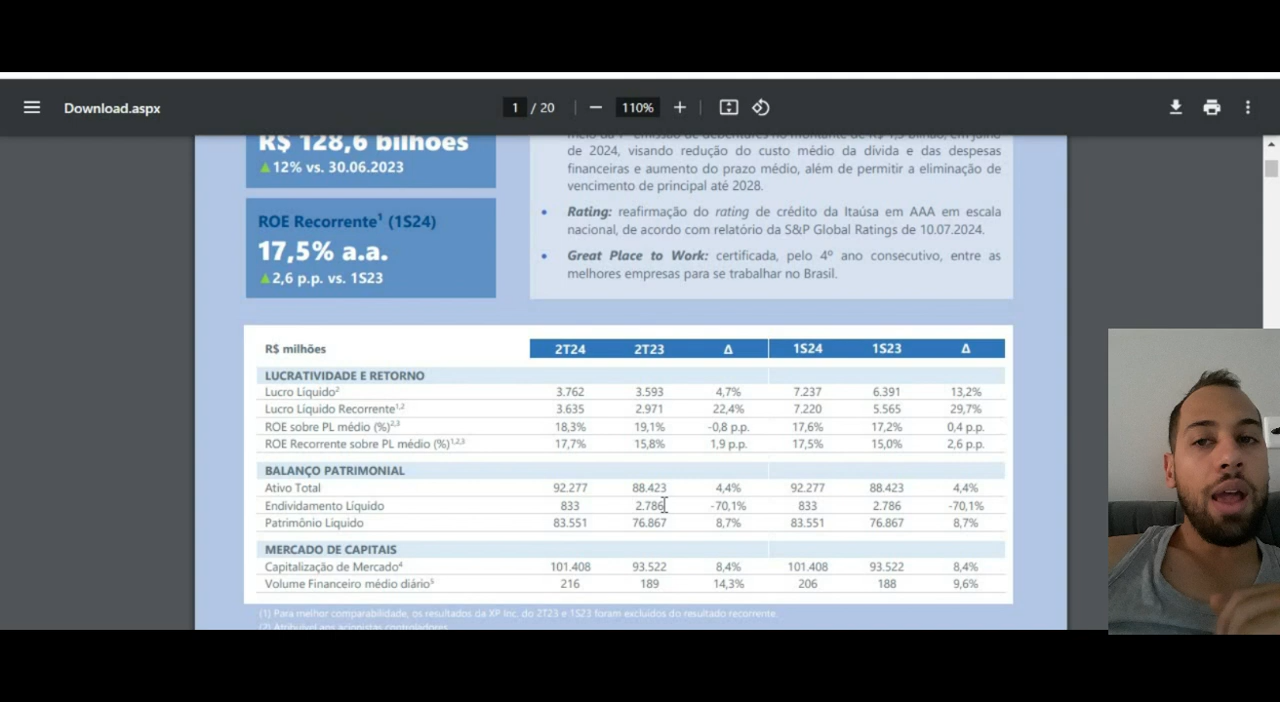 Download.aspx
1 / 20
110%
R$ 128,6 bilhões
12% vs. 30.06.2023
ROE Recorrente¹ (1S24)
17,5% a.a.
2,6 p.p. vs. 1S23
de 2024, visando redução do custo médio da dívida e das despesas
financeiras e aumento do prazo médio, além de permitir a eliminação de
vencimento de principal até 2028.
• Rating: reafirmação do rating de crédito da Itaúsa em AAA em escala
nacional, de acordo com relatório da S&P Global Ratings de 10.07.2024.
• Great Place to Work: certificada, pelo 4º ano consecutivo, entre as
melhores empresas para se trabalhar no Brasil.
R$ milhões 2T24 2T23 Δ 1S24 1S23 Δ
LUCRATIVIDADE E RETORNO
Lucro Líquido² 3.762 3.593 4,7% 7.237 6.391 13,2%
Lucro Líquido Recorrente¹,² 3.635 2.971 22,4% 7.220 5.565 29,7%
ROE sobre PL médio (%)²,³ 18,3% 19,1% -0,8 p.p. 17,6% 17,2% 0,4 p.p.
ROE Recorrente sobre PL médio (%)¹,²,³ 17,7% 15,8% 1,9 p.p. 17,5% 15,0% 2,6 p.p.
BALANÇO PATRIMONIAL
Ativo Total 92.277 88.423 4,4% 92.277 88.423 4,4%
Endividamento Líquido 833 2.786 -70,1% 833 2.786 -70,1%
Patrimônio Líquido 83.551 76.867 8,7% 83.551 76.867 8,7%
MERCADO DE CAPITAIS
Capitalização de Mercado⁴ 101.408 93.522 8,4% 101.408 93.522 8,4%
Volume Financeiro médio diário⁵ 216 189 14,3% 206 188 9,6%
(1) Para melhor comparabilidade, os resultados da XP Inc. do 2T23 e 1S23 foram excluídos do resultado recorrente.
(2) Atribuível aos acionistas controladores.